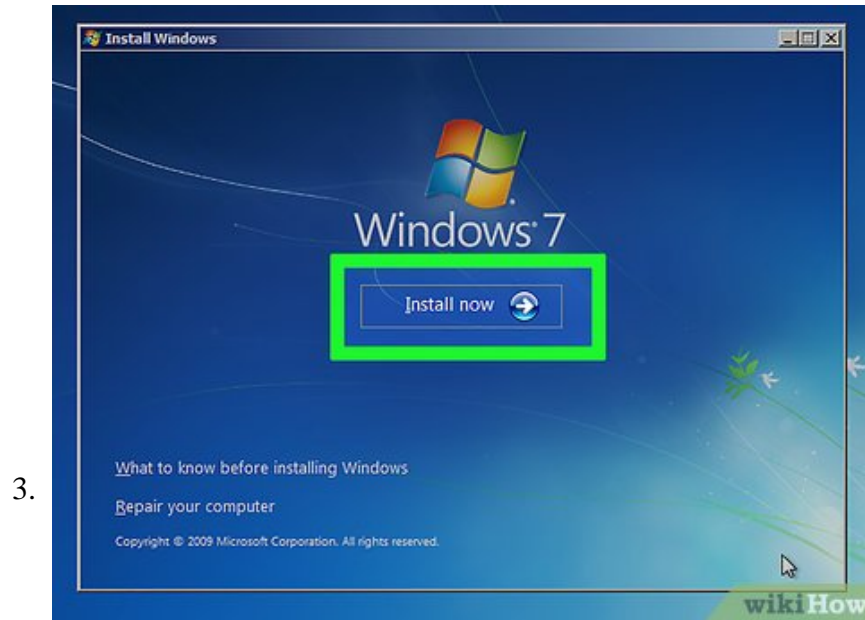 Install Windows
Windows 7
Install now
What to know before installing Windows
3.
Repair your computer
Copyright © 2009 Microsoft Corporation. All rights reserved.
wikiHow